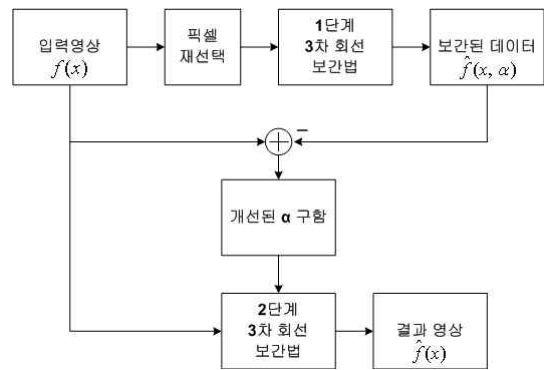 입력영상
f(x)
픽셀
재선택
1단계
3차 회선
보간법
보간된 데이터
f̂(x, α)
−
개선된 α 구함
2단계
3차 회선
보간법
결과 영상
f̂(x)